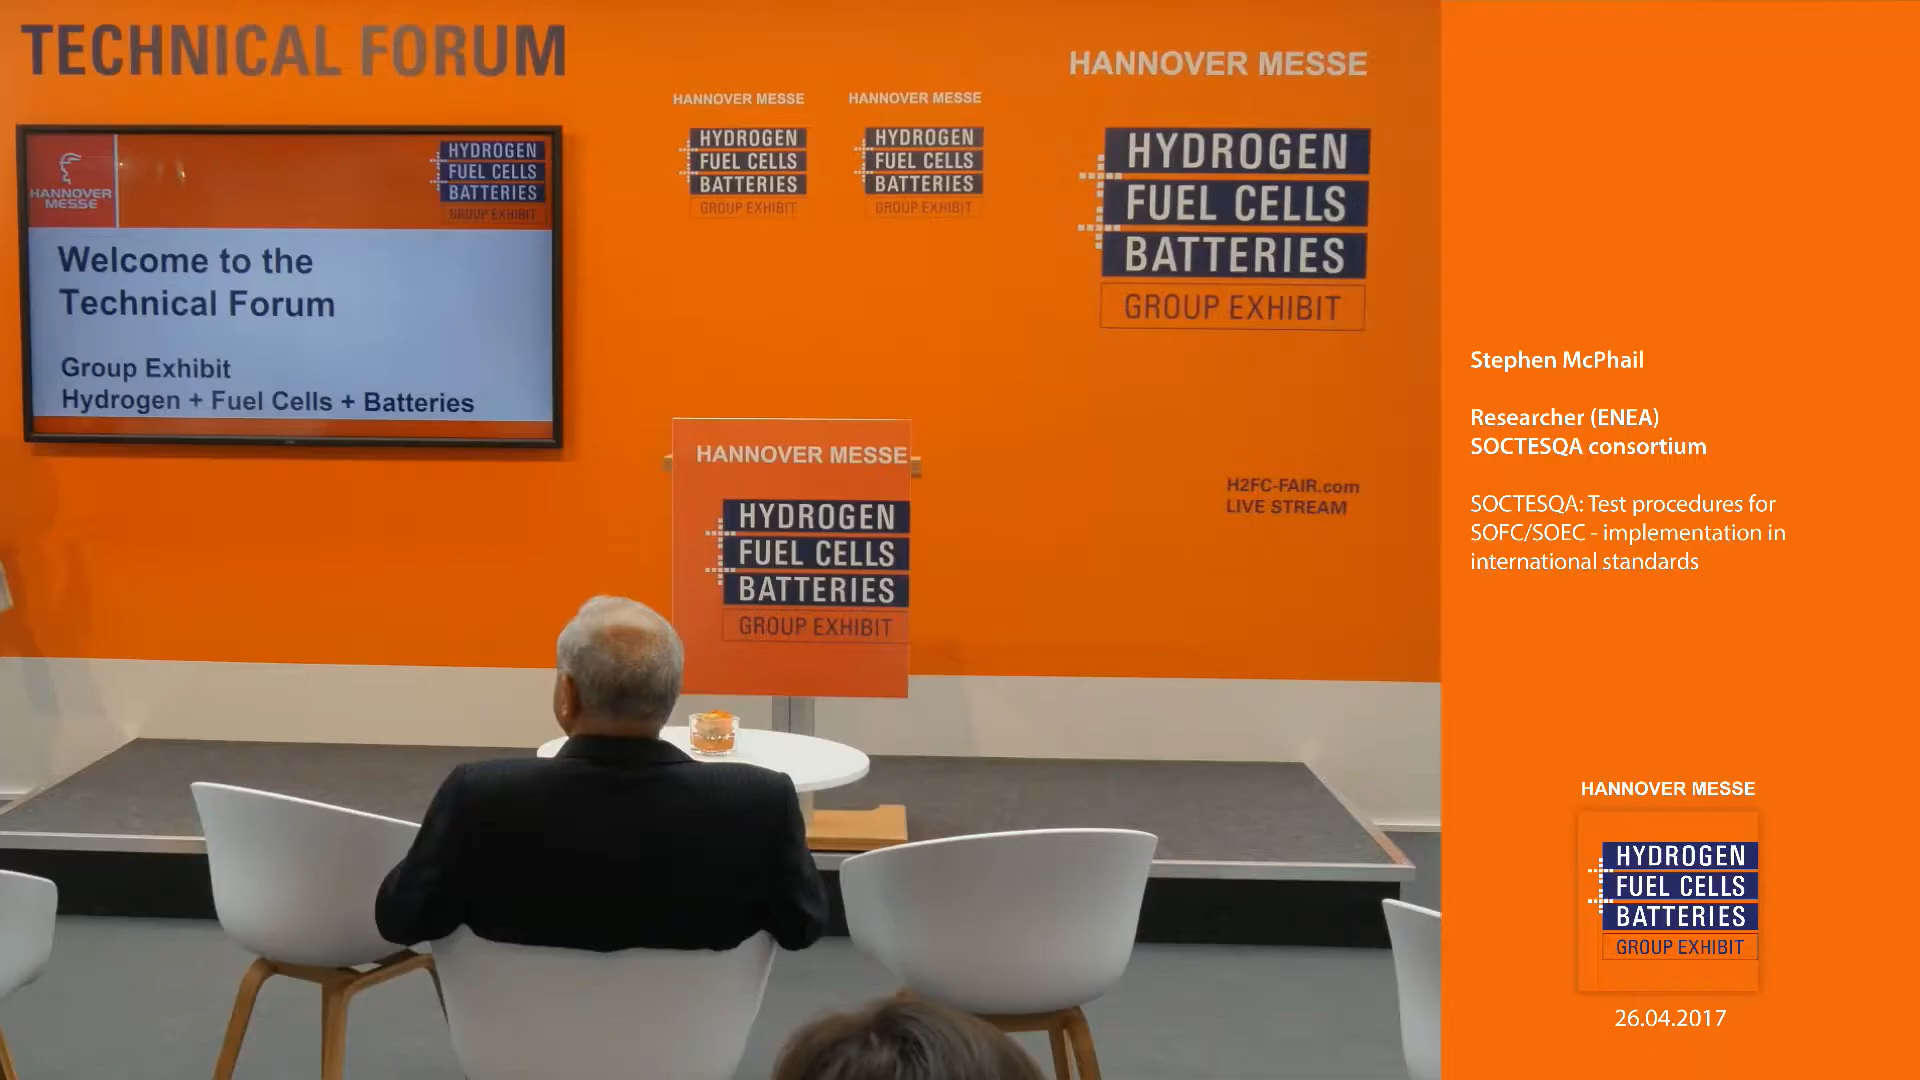 TECHNICAL FORUM
HANNOVER MESSE
HYDROGEN
FUEL CELLS
BATTERIES
GROUP EXHIBIT
Welcome to the
Technical Forum
Group Exhibit
Hydrogen + Fuel Cells + Batteries
HANNOVER MESSE
HYDROGEN
FUEL CELLS
BATTERIES
GROUP EXHIBIT
HANNOVER MESSE
HYDROGEN
FUEL CELLS
BATTERIES
GROUP EXHIBIT
HANNOVER MESSE
HYDROGEN
FUEL CELLS
BATTERIES
GROUP EXHIBIT
HANNOVER MESSE
HYDROGEN
FUEL CELLS
BATTERIES
GROUP EXHIBIT
H2FC-FAIR.com
LIVE STREAM
Stephen McPhail
Researcher (ENEA)
SOCTESQA consortium
SOCTESQA: Test procedures for
SOFC/SOEC - implementation in
international standards
HANNOVER MESSE
HYDROGEN
FUEL CELLS
BATTERIES
GROUP EXHIBIT
26.04.2017